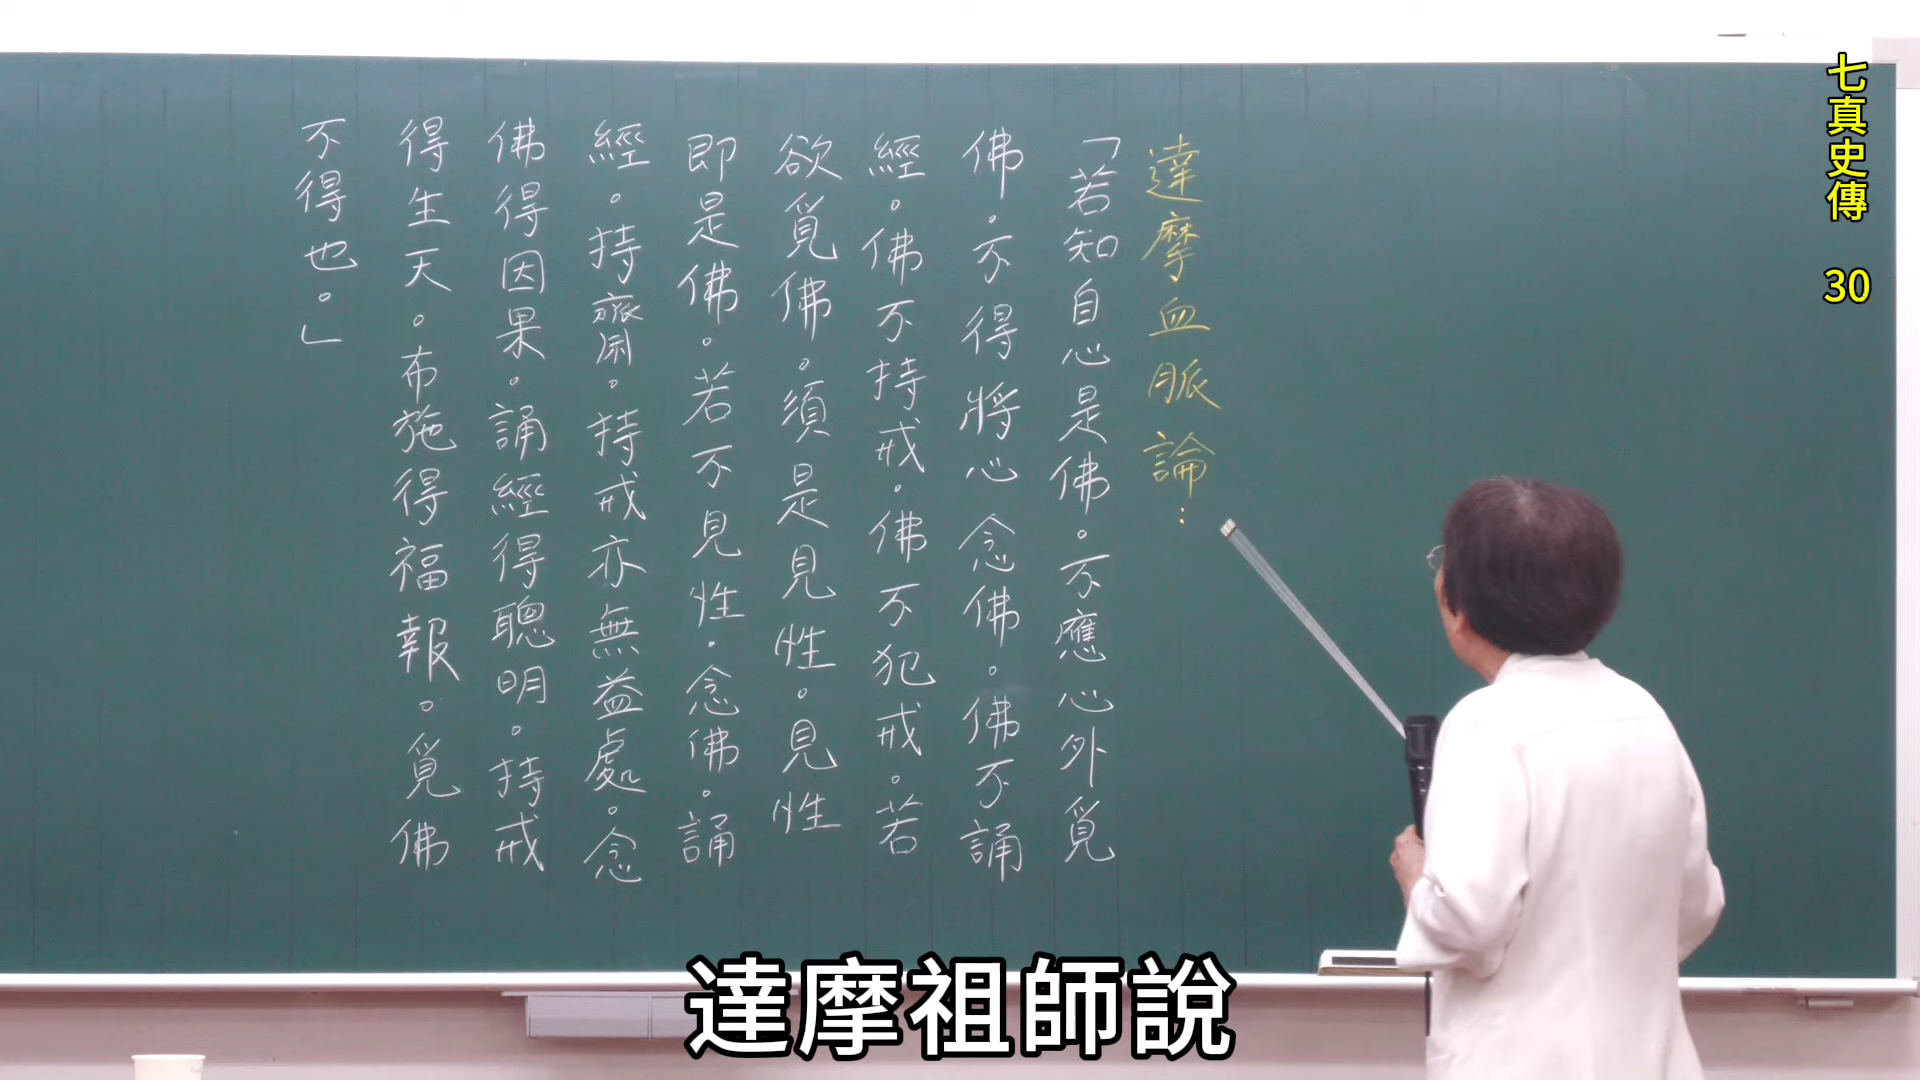 七真史傳 30
達摩血脈論：
「若知自心是佛。不應心外覓
佛。不得將心念佛。佛不誦
經。佛不持戒。佛不犯戒。若
欲覓佛。須是見性。見性
即是佛。若不見性。念佛。誦
經。持齋。持戒亦無益處。念
佛得因果。誦經得聰明。持戒
得生天。布施得福報。覓佛
不得也。」
達摩祖師說